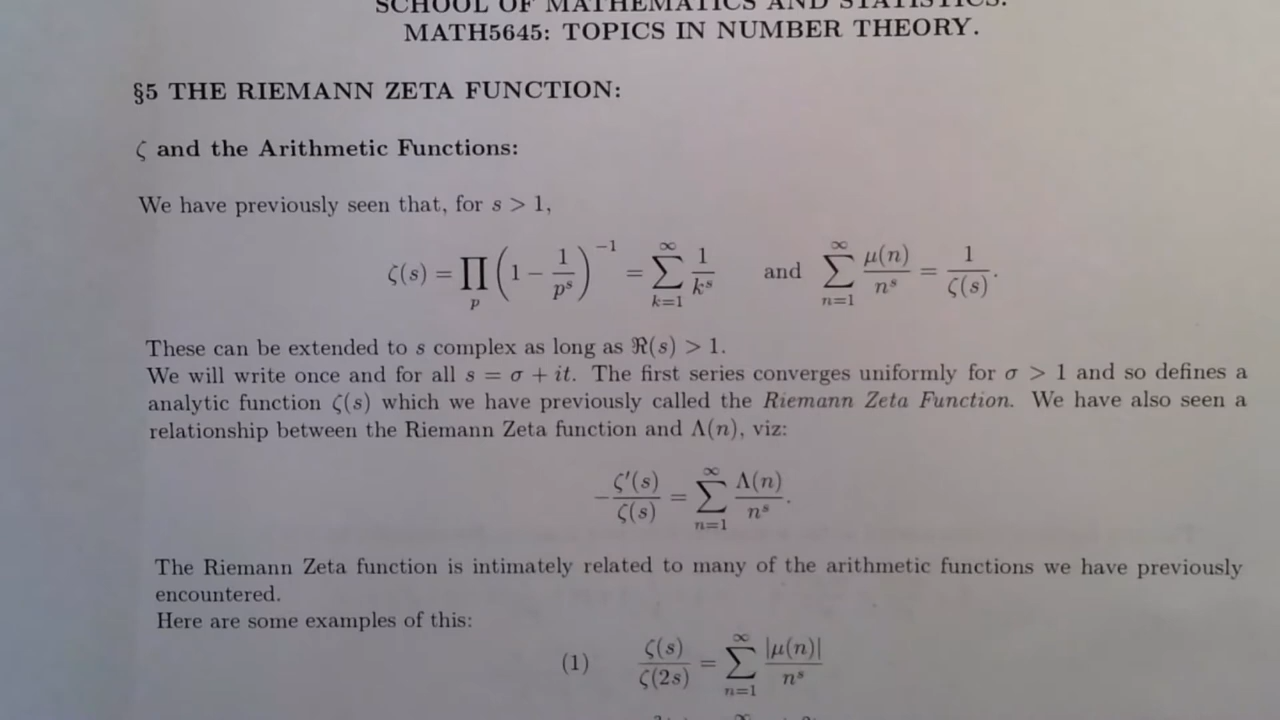 SCHOOL OF MATHEMATICS AND STATISTICS.
MATH5645: TOPICS IN NUMBER THEORY.
§5 THE RIEMANN ZETA FUNCTION:
ζ and the Arithmetic Functions:
We have previously seen that, for s > 1,
ζ(s) = ∏_p (1 − 1/p^s)^{−1} = ∑_{k=1}^∞ 1/k^s and ∑_{n=1}^∞ μ(n)/n^s = 1/ζ(s).
These can be extended to s complex as long as ℜ(s) > 1.
We will write once and for all s = σ + it. The first series converges uniformly for σ > 1 and so defines a
analytic function ζ(s) which we have previously called the Riemann Zeta Function. We have also seen a
relationship between the Riemann Zeta function and Λ(n), viz:
−ζ′(s)/ζ(s) = ∑_{n=1}^∞ Λ(n)/n^s.
The Riemann Zeta function is intimately related to many of the arithmetic functions we have previously
encountered.
Here are some examples of this:
(1) ζ(s)/ζ(2s) = ∑_{n=1}^∞ |μ(n)|/n^s